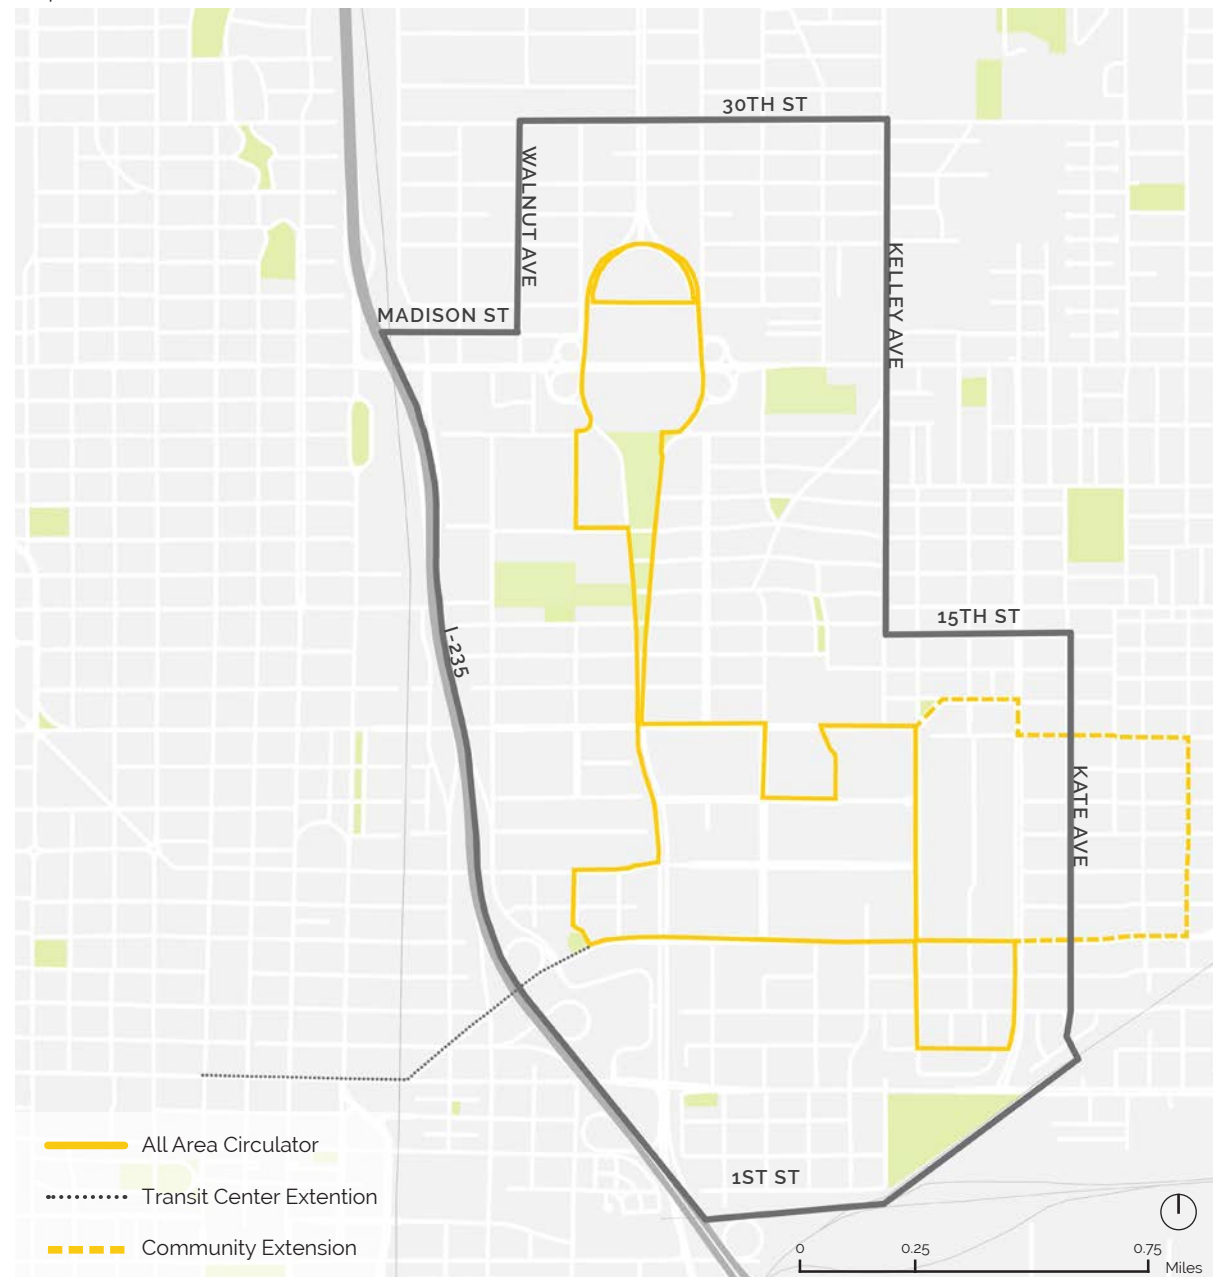 30TH ST
WALNUT AVE
KELLEY AVE
MADISON ST
15TH ST
I-235
KATE AVE
1ST ST
All Area Circulator
Transit Center Extention
Community Extension
0 0.25 0.75
Miles